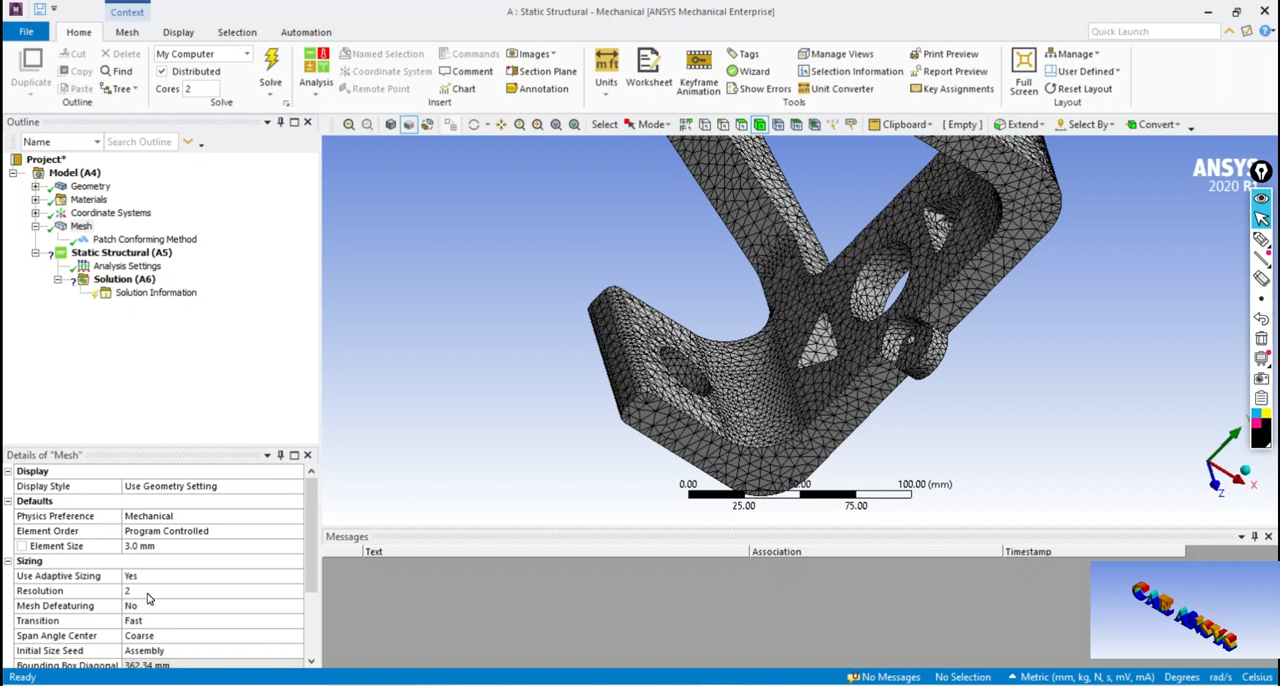 Context
A : Static Structural - Mechanical [ANSYS Mechanical Enterprise]
File Home Mesh Display Selection Automation
Quick Launch
Duplicate
Cut
Copy
Paste
Delete
Find
Tree
Outline
My Computer
Distributed
Cores 2
Solve
Solve
Analysis
Named Selection
Coordinate System
Remote Point
Commands
Comment
Chart
Images
Section Plane
Annotation
Insert
Units
Worksheet
Keyframe Animation
Tags
Wizard
Show Errors
Manage Views
Selection Information
Unit Converter
Print Preview
Report Preview
Key Assignments
Tools
Full Screen
Manage
User Defined
Reset Layout
Layout
Outline
Name Search Outline
Select Mode Clipboard [ Empty ] Extend Select By Convert
Project*
Model (A4)
Geometry
Materials
Coordinate Systems
Mesh
Patch Conforming Method
Static Structural (A5)
Analysis Settings
Solution (A6)
Solution Information
ANSYS
2020 R1
0.00 100.00 (mm)
25.00 75.00
Y
X
Z
Details of "Mesh"
Display
Display Style Use Geometry Setting
Defaults
Physics Preference Mechanical
Element Order Program Controlled
Element Size 3.0 mm
Sizing
Use Adaptive Sizing Yes
Resolution 2
Mesh Defeaturing No
Transition Fast
Span Angle Center Coarse
Initial Size Seed Assembly
Bounding Box Diagonal 362.34 mm
Messages
Text Association Timestamp
Ready No Messages No Selection Metric (mm, kg, N, s, mV, mA) Degrees rad/s Celsius